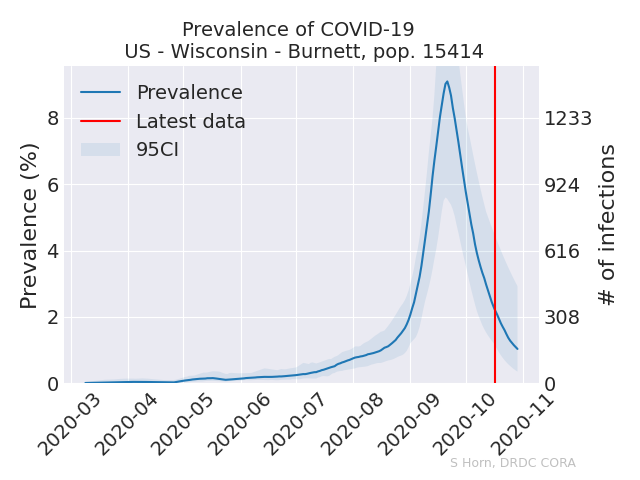 Prevalence of COVID-19
US - Wisconsin - Burnett, pop. 15414
Prevalence
Latest data
95CI
Prevalence (%)
8
6
4
2
0
1233
924
616
308
0
# of infections
2020-03
2020-04
2020-05
2020-06
2020-07
2020-08
2020-09
2020-10
2020-11
S Horn, DRDC CORA